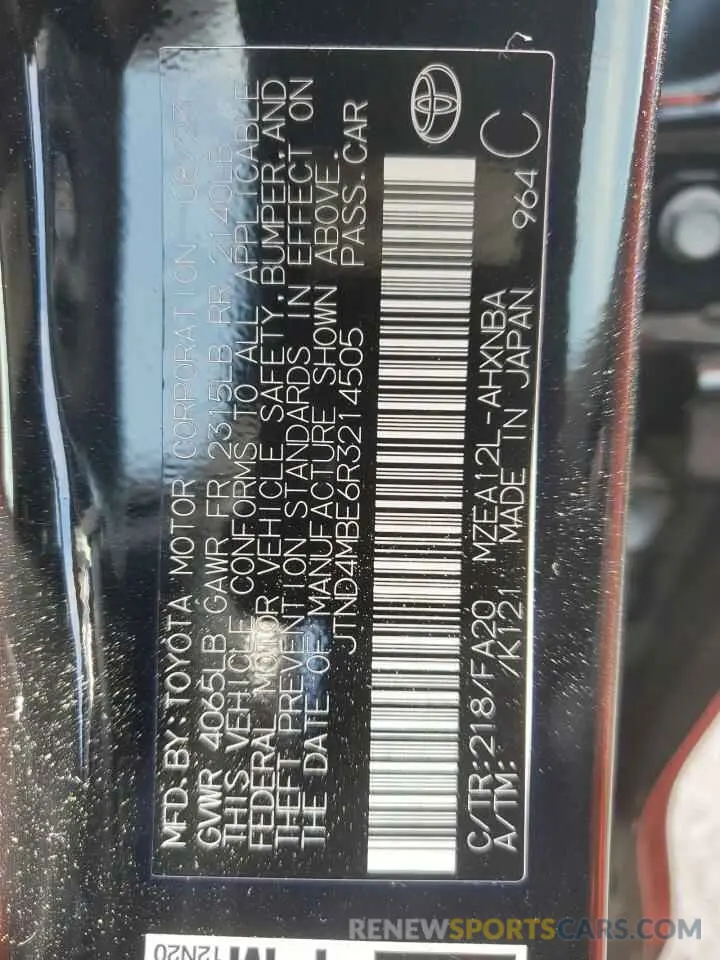 MFD. BY: TOYOTA MOTOR CORPORATION 08/23
GVWR 4065LB GAWR FR 2315LB RR 2140LB
THIS VEHICLE CONFORMS TO ALL APPLICABLE
FEDERAL MOTOR VEHICLE SAFETY, BUMPER, AND
THEFT PREVENTION STANDARDS IN EFFECT ON
THE DATE OF MANUFACTURE SHOWN ABOVE.
JTND4MBE6R3214505 PASS. CAR
C/TR: 218/FA20 MZEA12L-AHXNBA
A/TM: /K121 MADE IN JAPAN 964 C
12N20
RENEWSPORTSCARS.COM